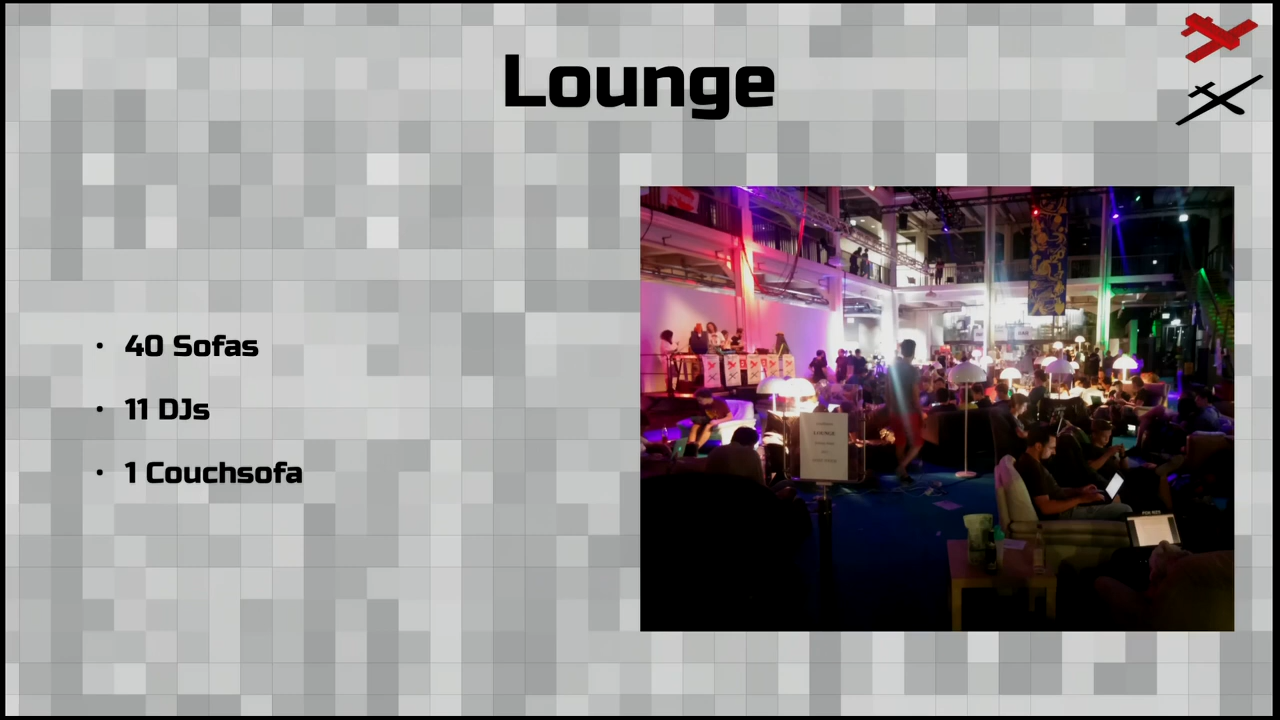 Lounge
• 40 Sofas
• 11 DJs
• 1 Couchsofa